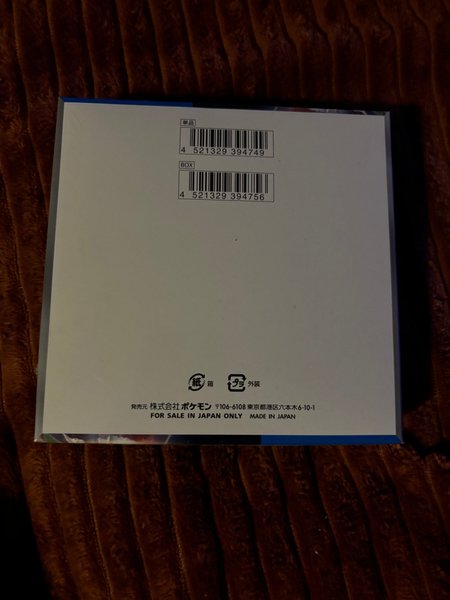 単品
4 521329 394749
BOX
4 521329 394756
紙 箱 プラ 外装
発売元 株式会社ポケモン 〒106-6108 東京都港区六本木6-10-1
FOR SALE IN JAPAN ONLY MADE IN JAPAN